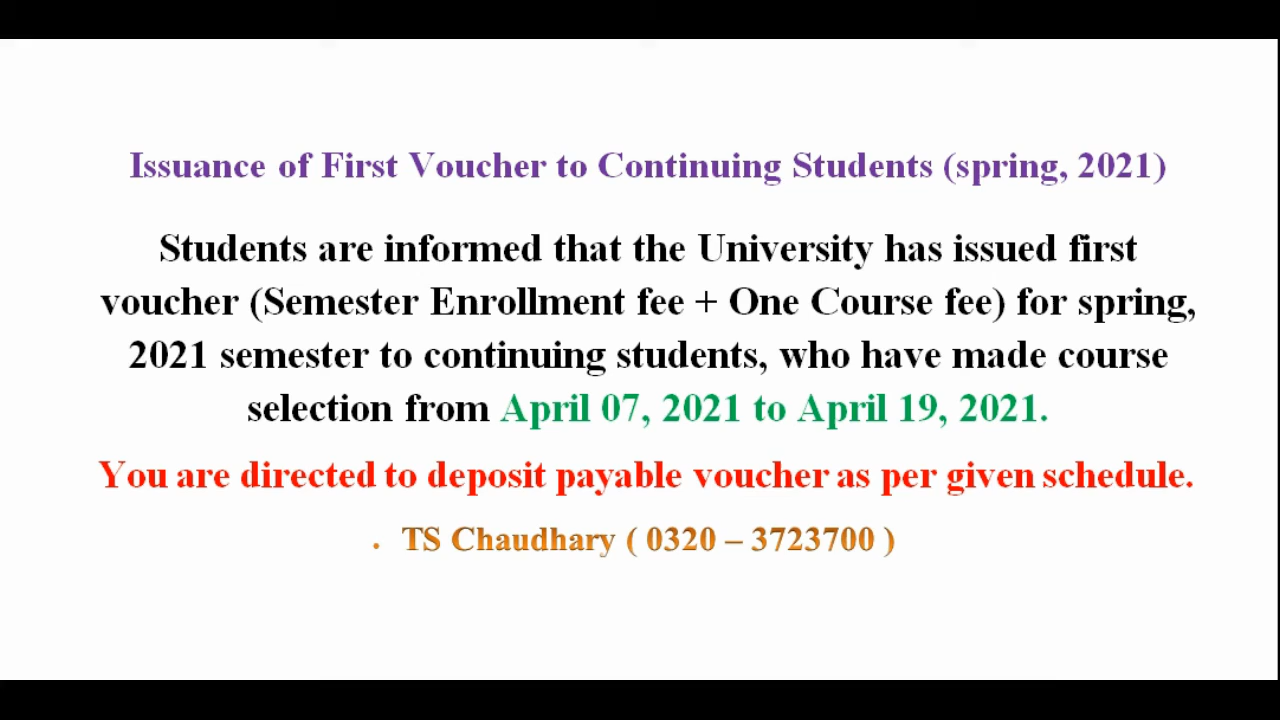 Issuance of First Voucher to Continuing Students (spring, 2021)
Students are informed that the University has issued first
voucher (Semester Enrollment fee + One Course fee) for spring,
2021 semester to continuing students, who have made course
selection from April 07, 2021 to April 19, 2021.
You are directed to deposit payable voucher as per given schedule.
. TS Chaudhary ( 0320 – 3723700 )